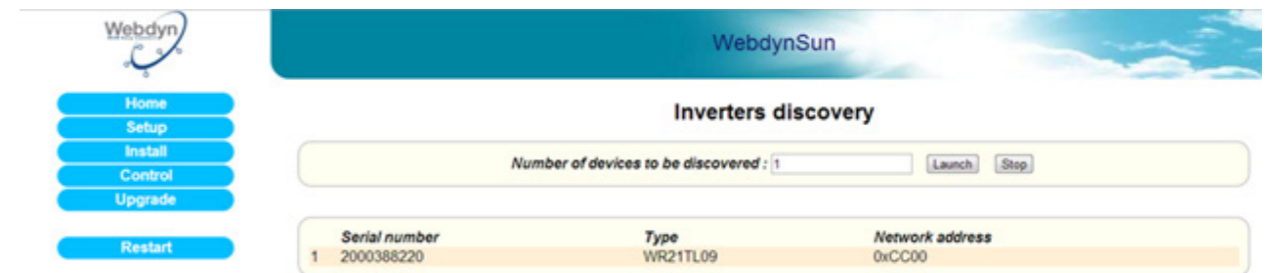 Webdyn
WebdynSun
Home
Setup
Install
Control
Upgrade
Restart
Inverters discovery
Number of devices to be discovered : 1 Launch Stop
Serial number Type Network address
1 2000388220 WR21TL09 0xCC00